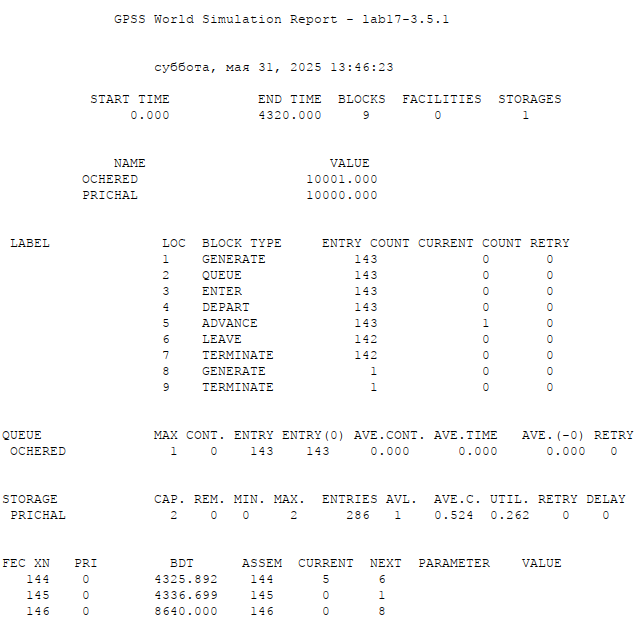 GPSS World Simulation Report - lab17-3.5.1
суббота, мая 31, 2025 13:46:23
START TIME END TIME BLOCKS FACILITIES STORAGES
0.000 4320.000 9 0 1
NAME VALUE
OCHERED 10001.000
PRICHAL 10000.000
LABEL LOC BLOCK TYPE ENTRY COUNT CURRENT COUNT RETRY
1 GENERATE 143 0 0
2 QUEUE 143 0 0
3 ENTER 143 0 0
4 DEPART 143 0 0
5 ADVANCE 143 1 0
6 LEAVE 142 0 0
7 TERMINATE 142 0 0
8 GENERATE 1 0 0
9 TERMINATE 1 0 0
QUEUE MAX CONT. ENTRY ENTRY(0) AVE.CONT. AVE.TIME AVE.(-0) RETRY
OCHERED 1 0 143 143 0.000 0.000 0.000 0
STORAGE CAP. REM. MIN. MAX. ENTRIES AVL. AVE.C. UTIL. RETRY DELAY
PRICHAL 2 0 0 2 286 1 0.524 0.262 0 0
FEC XN PRI BDT ASSEM CURRENT NEXT PARAMETER VALUE
144 0 4325.892 144 5 6
145 0 4336.699 145 0 1
146 0 8640.000 146 0 8